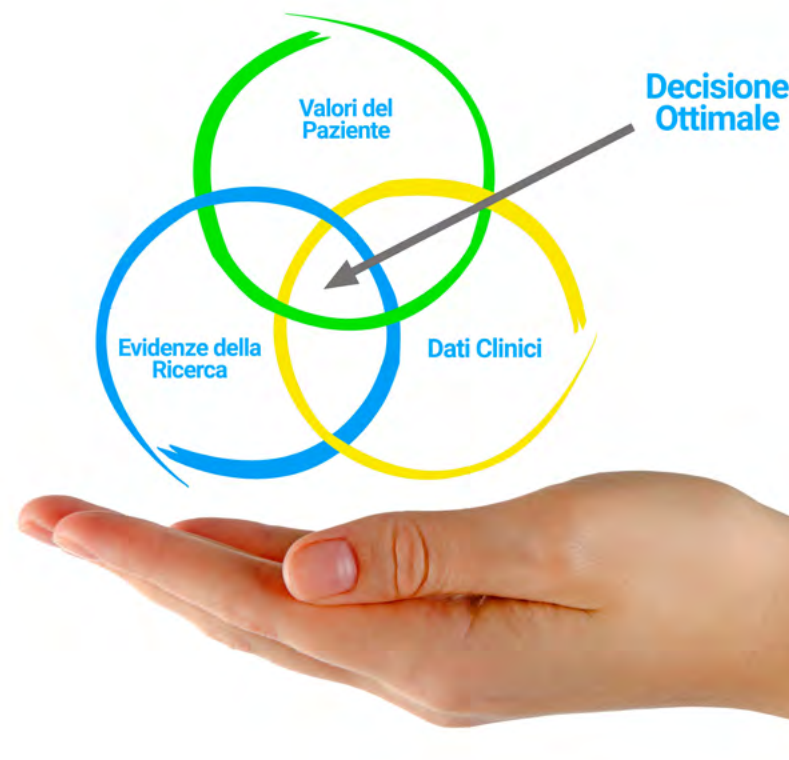 Decisione
Ottimale
Valori del
Paziente
Evidenze della
Ricerca
Dati Clinici